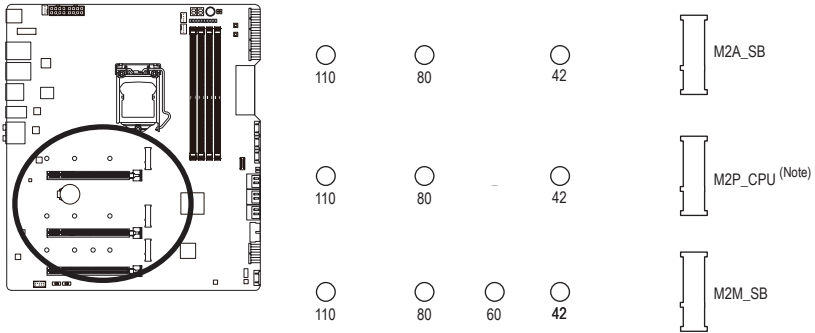 110 80 42 M2A_SB
110 80 42 M2P_CPU (Note)
110 80 60 42 M2M_SB